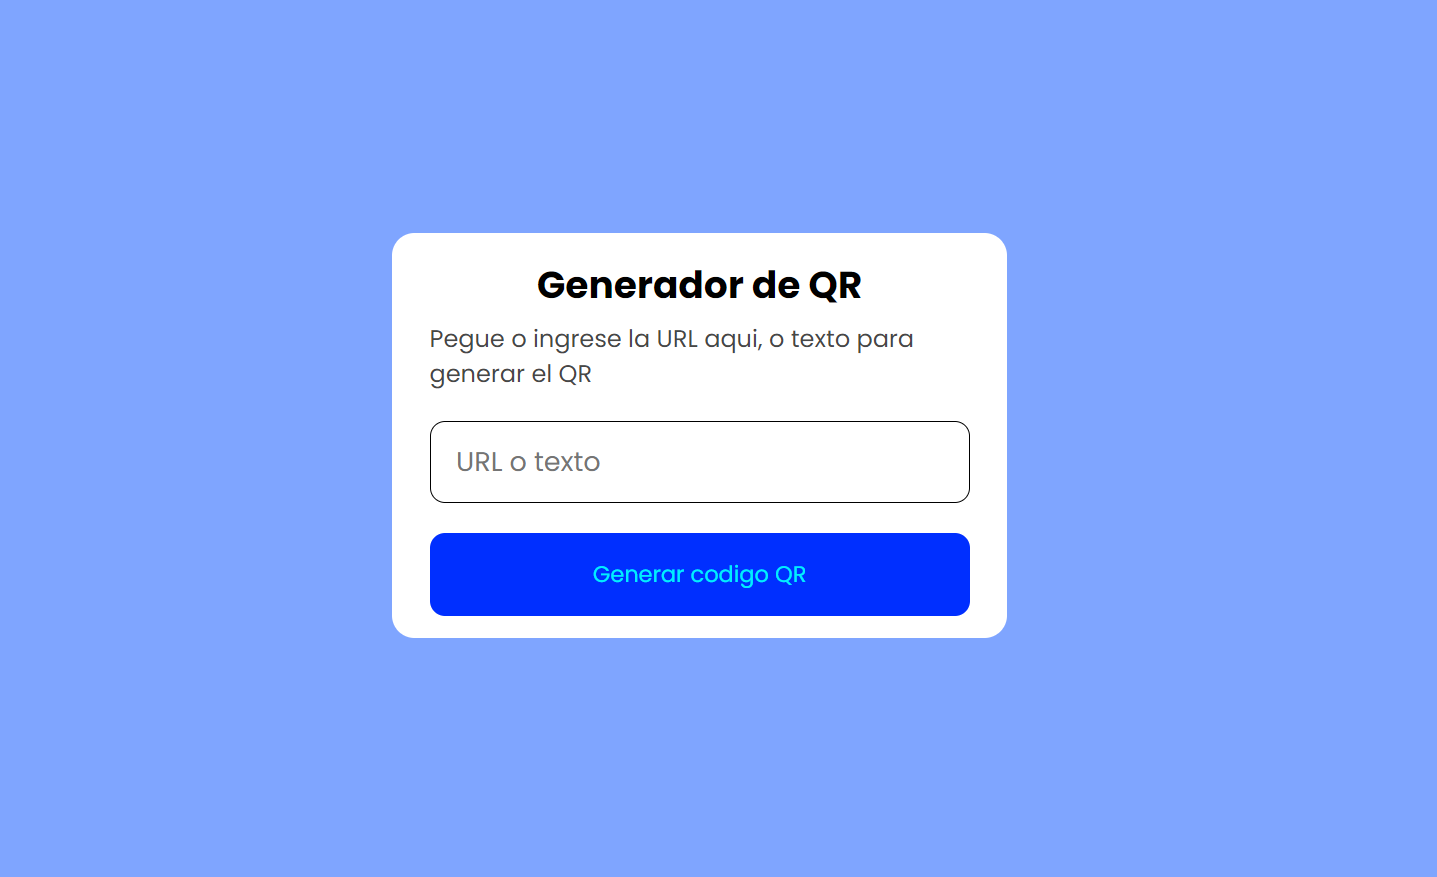 Generador de QR
Pegue o ingrese la URL aqui, o texto para
generar el QR
URL o texto
Generar codigo QR